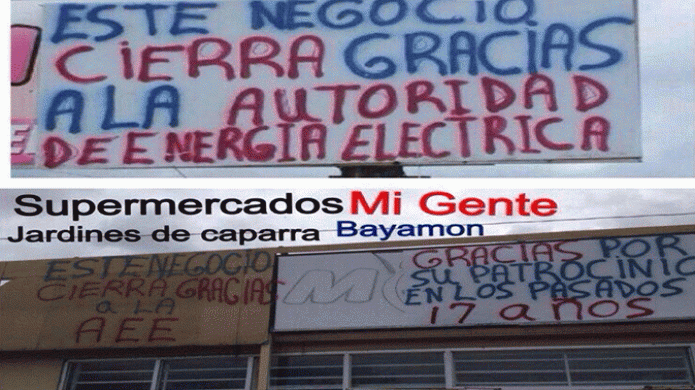 ESTE NEGOCIO
CIERRA GRACIAS
A LA AUTORIDAD
DE ENERGIA ELECTRICA
Supermercados Mi Gente
Jardines de caparra Bayamon
ESTE NEGOCIO
CIERRA GRACIAS
a LA
AEE
GRACIAS POR
SU PATROCINIO
EN LOS PASADOS
17 años